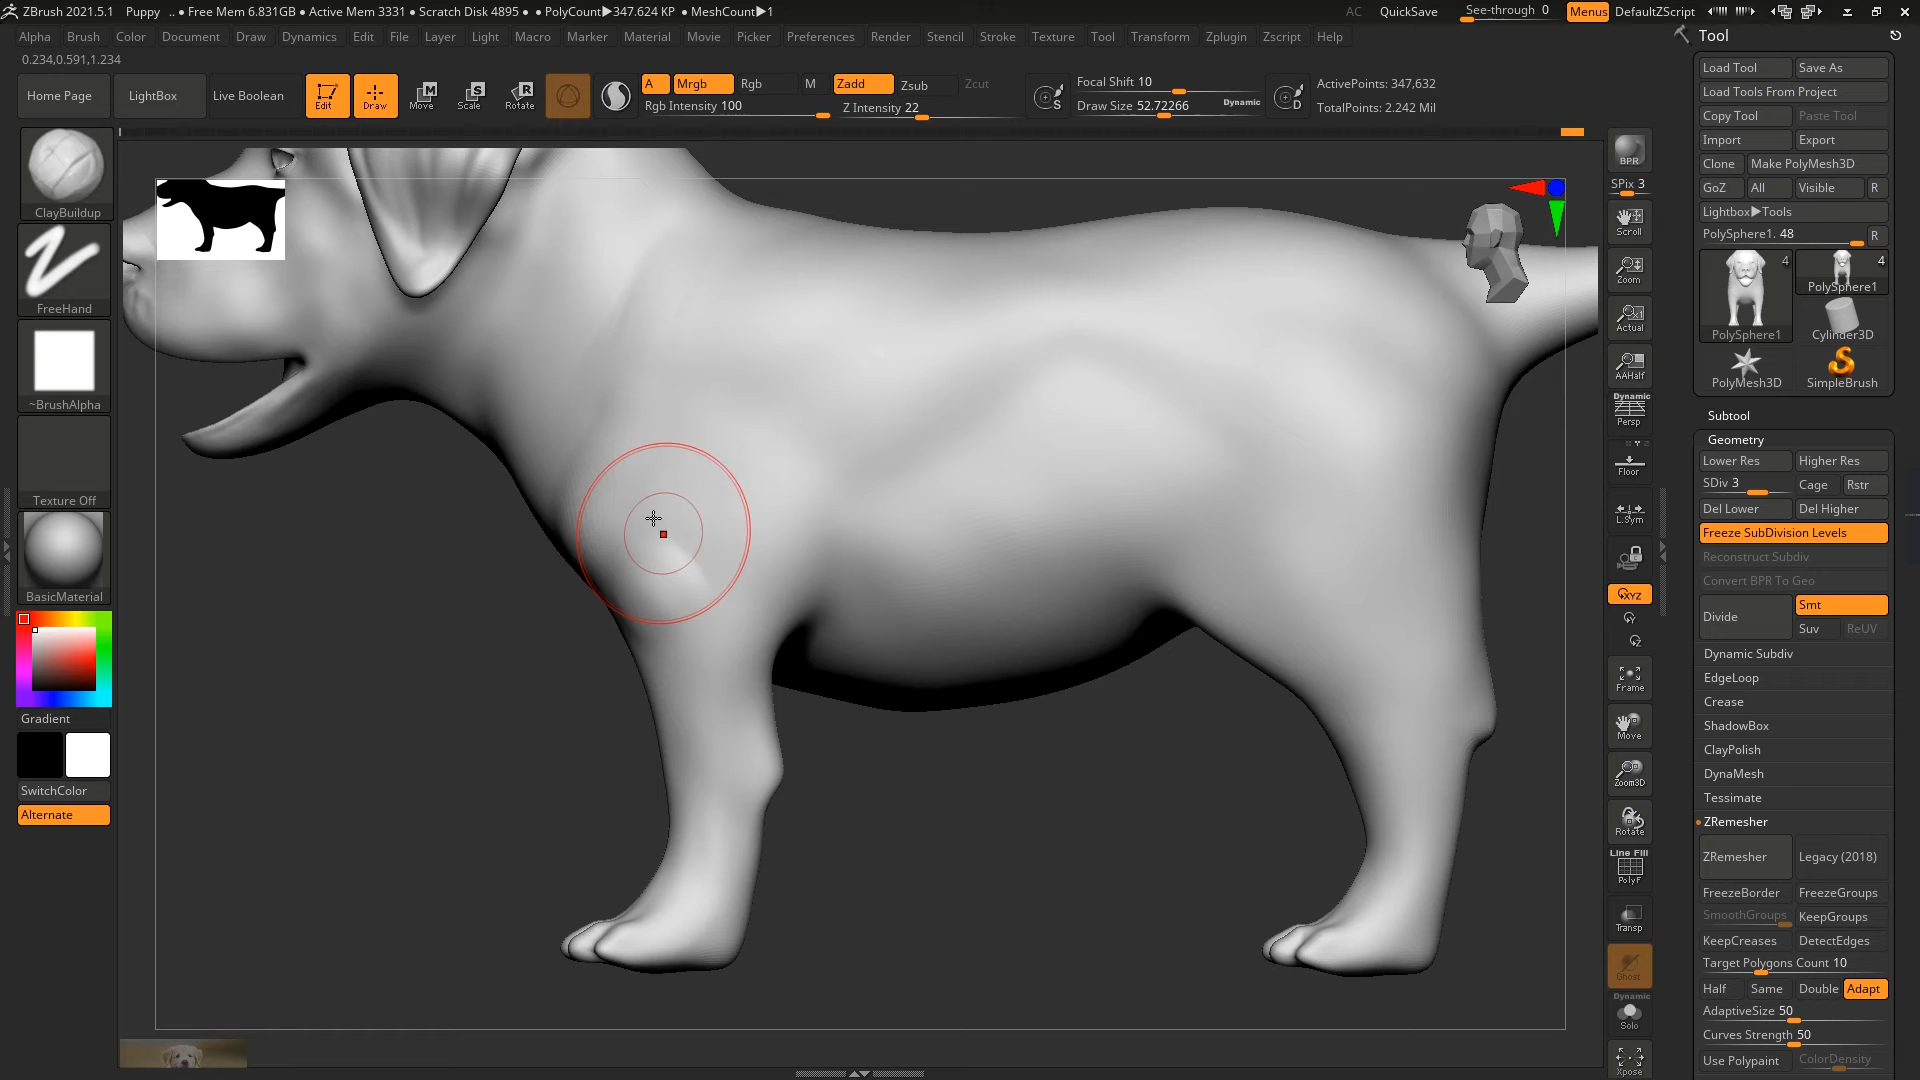 ZBrush 2021.5.1 Puppy .. • Free Mem 6.831GB • Active Mem 3331 • Scratch Disk 4895 • • PolyCount▶347.624 KP • MeshCount▶1 AC QuickSave See-through 0 Menus DefaultZScript
Alpha Brush Color Document Draw Dynamics Edit File Layer Light Macro Marker Material Movie Picker Preferences Render Stencil Stroke Texture Tool Transform Zplugin Zscript Help
0.234,0.591,1.234
Home Page LightBox Live Boolean Edit Draw Move Scale Rotate
A Mrgb Rgb M Zadd Zsub Zcut
Rgb Intensity 100 Z Intensity 22
S Focal Shift 10
Draw Size 52.72266 Dynamic D
ActivePoints: 347,632
TotalPoints: 2.242 Mil
ClayBuildup
FreeHand
~BrushAlpha
Texture Off
BasicMaterial
Gradient
SwitchColor
Alternate
BPR
SPix 3
Scroll
Zoom
Actual
AAHalf
Dynamic
Persp
Floor
L.Sym
XYZ
Y
Z
Frame
Move
Zoom3D
Rotate
Line Fill
PolyF
Transp
Ghost
Dynamic
Solo
Xpose
Tool
Load Tool Save As
Load Tools From Project
Copy Tool Paste Tool
Import Export
Clone Make PolyMesh3D
GoZ All Visible R
Lightbox▶Tools
PolySphere1. 48 R
4 4
PolySphere1
PolySphere1 Cylinder3D
PolyMesh3D SimpleBrush
Subtool
Geometry
Lower Res Higher Res
SDiv 3 Cage Rstr
Del Lower Del Higher
Freeze SubDivision Levels
Reconstruct Subdiv
Convert BPR To Geo
Divide Smt
Suv ReUV
Dynamic Subdiv
EdgeLoop
Crease
ShadowBox
ClayPolish
DynaMesh
Tessimate
ZRemesher
ZRemesher Legacy (2018)
FreezeBorder FreezeGroups
SmoothGroups KeepGroups
KeepCreases DetectEdges
Target Polygons Count 10
Half Same Double Adapt
AdaptiveSize 50
Curves Strength 50
Use Polypaint ColorDensity